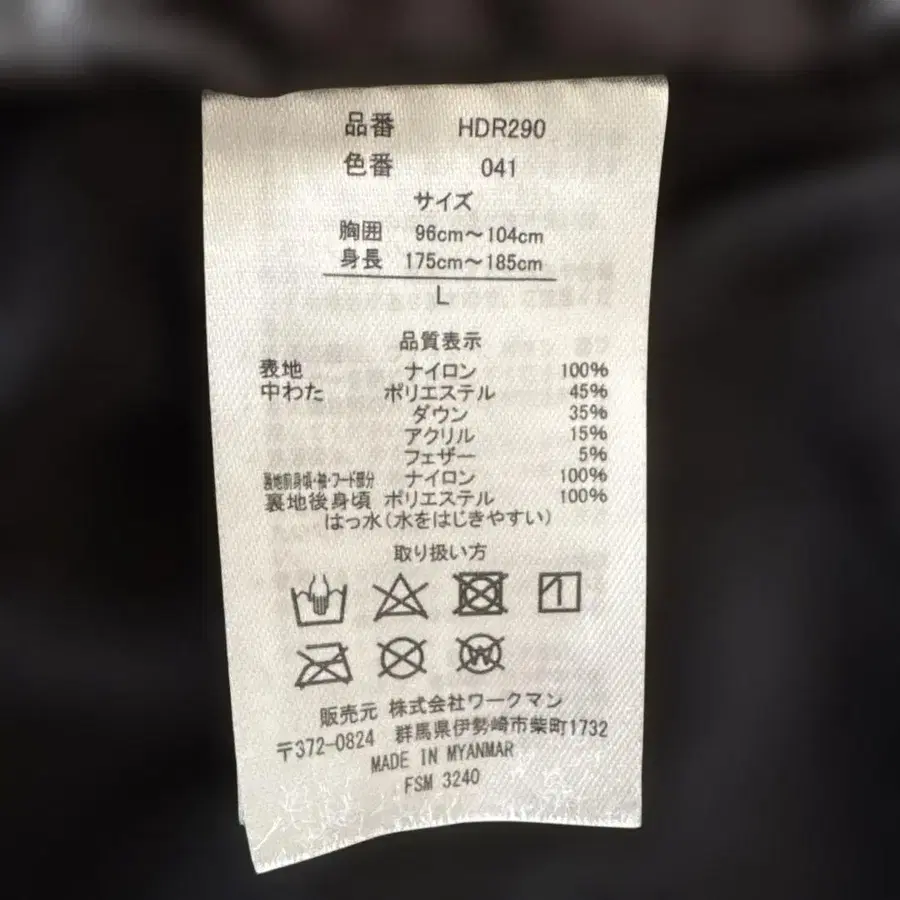 品番 HDR290
色番 041
サイズ
胸囲 96cm～104cm
身長 175cm～185cm
L
品質表示
表地 ナイロン 100%
中わた ポリエステル 45%
ダウン 35%
アクリル 15%
フェザー 5%
裏地前身頃・袖・フード部分 ナイロン 100%
裏地後身頃 ポリエステル 100%
はっ水(水をはじきやすい)
取り扱い方
W
販売元 株式会社ワークマン
〒372-0824 群馬県伊勢崎市柴町1732
MADE IN MYANMAR
FSM 3240